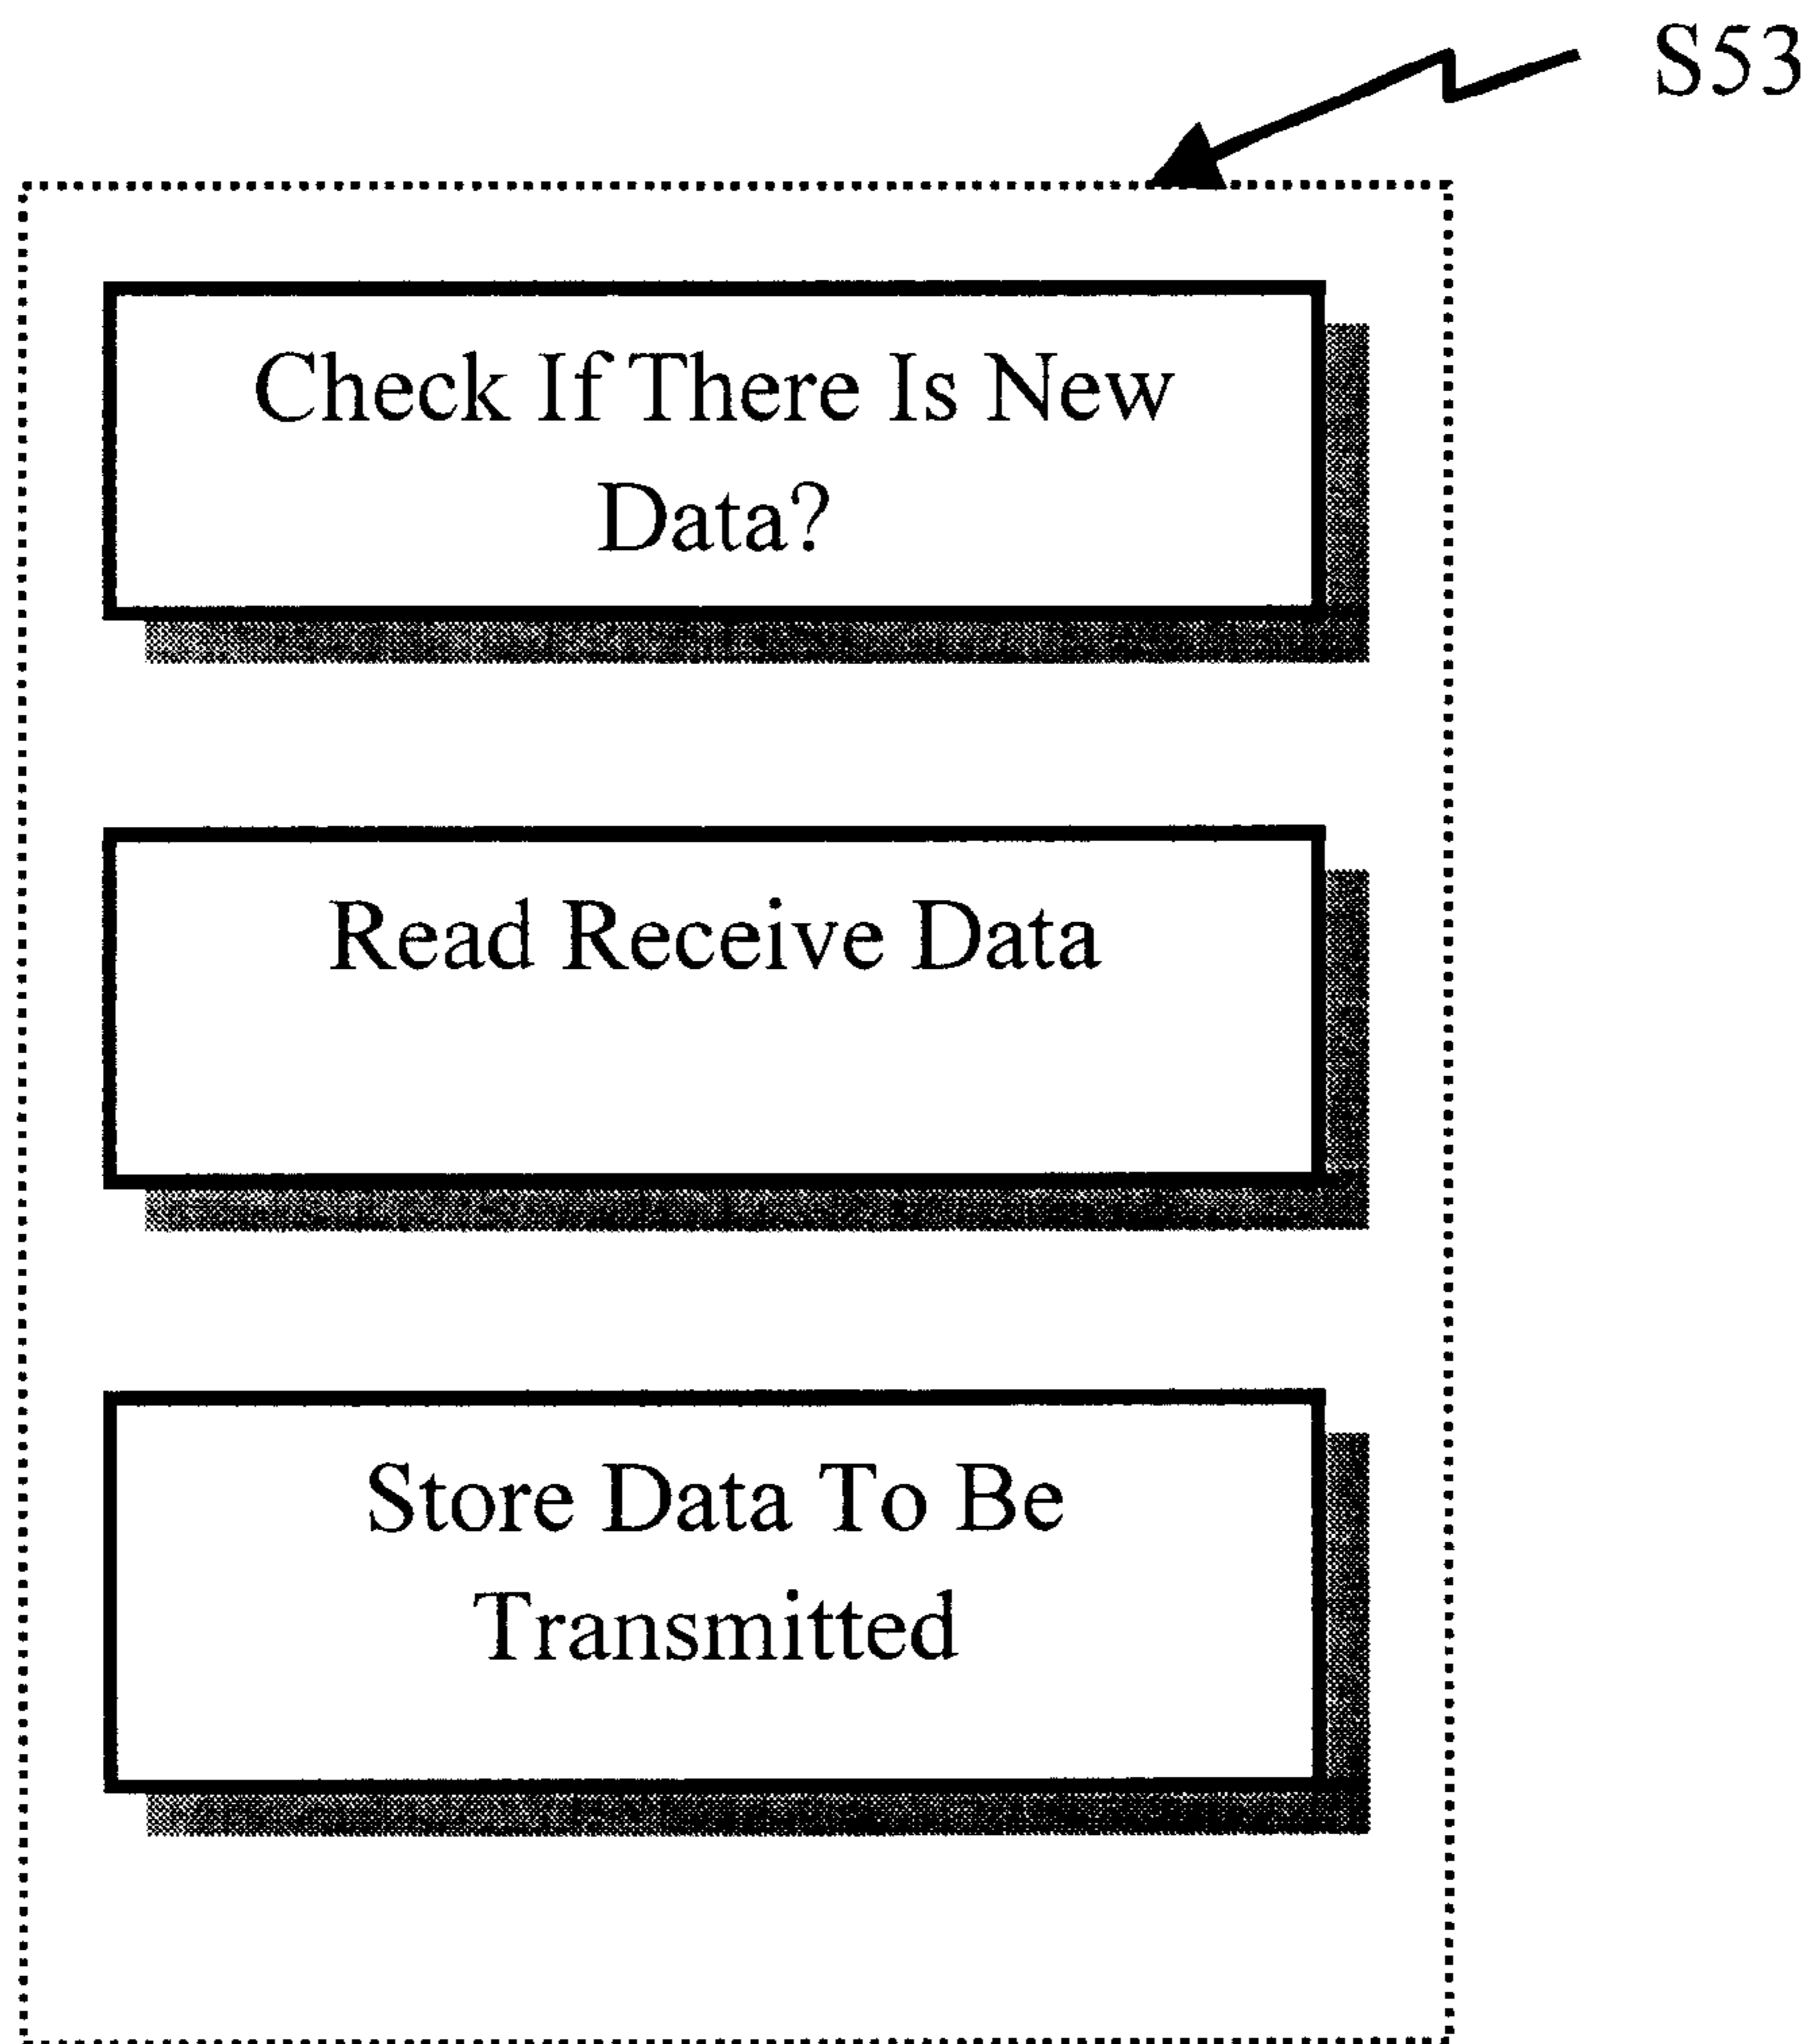 S53
Check If There Is New
Data?
Read Receive Data
Store Data To Be
Transmitted